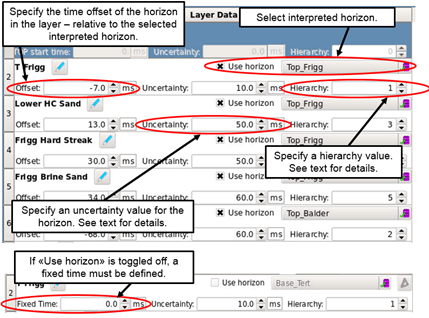 Specify the time offset of the horizon
in the layer – relative to the selected
interpreted horizon.
Layer Data
Select interpreted horizon.
start time:
0.
ms
Uncertainty:
0.0
ms
Hierarchy:
0
2
T Frigg
Use horizon
Top_Frigg
Offset:
-7.0
ms
Uncertainty:
10.0
ms
Hierarchy:
1
3
Lower HC Sand
Use horizon
Top_Frigg
Offset:
13.0
ms
Uncertainty:
50.0
ms
Hierarchy:
3
4
Frigg Hard Streak
Use horizon
Top_Frigg
Offset:
30.0
ms
Uncertainty:
50.0
Specify a hierarchy value.
See text for details.
5
Frigg Brine Sand
Use horizon
Top_Frigg
Offset:
34.0
ms
Uncertainty:
60.0
ms
Hierarchy:
5
Specify an uncertainty value for the
horizon. See text for details.
6
Use horizon
Top_Balder
Offset:
-68.0
ms
Uncertainty:
60.0
ms
Hierarchy:
2
If «Use horizon» is toggled off, a
fixed time must be defined.
2
Use horizon
Base_Tert
Fixed Time:
0.0
ms
Uncertainty:
10.0
ms
Hierarchy:
1